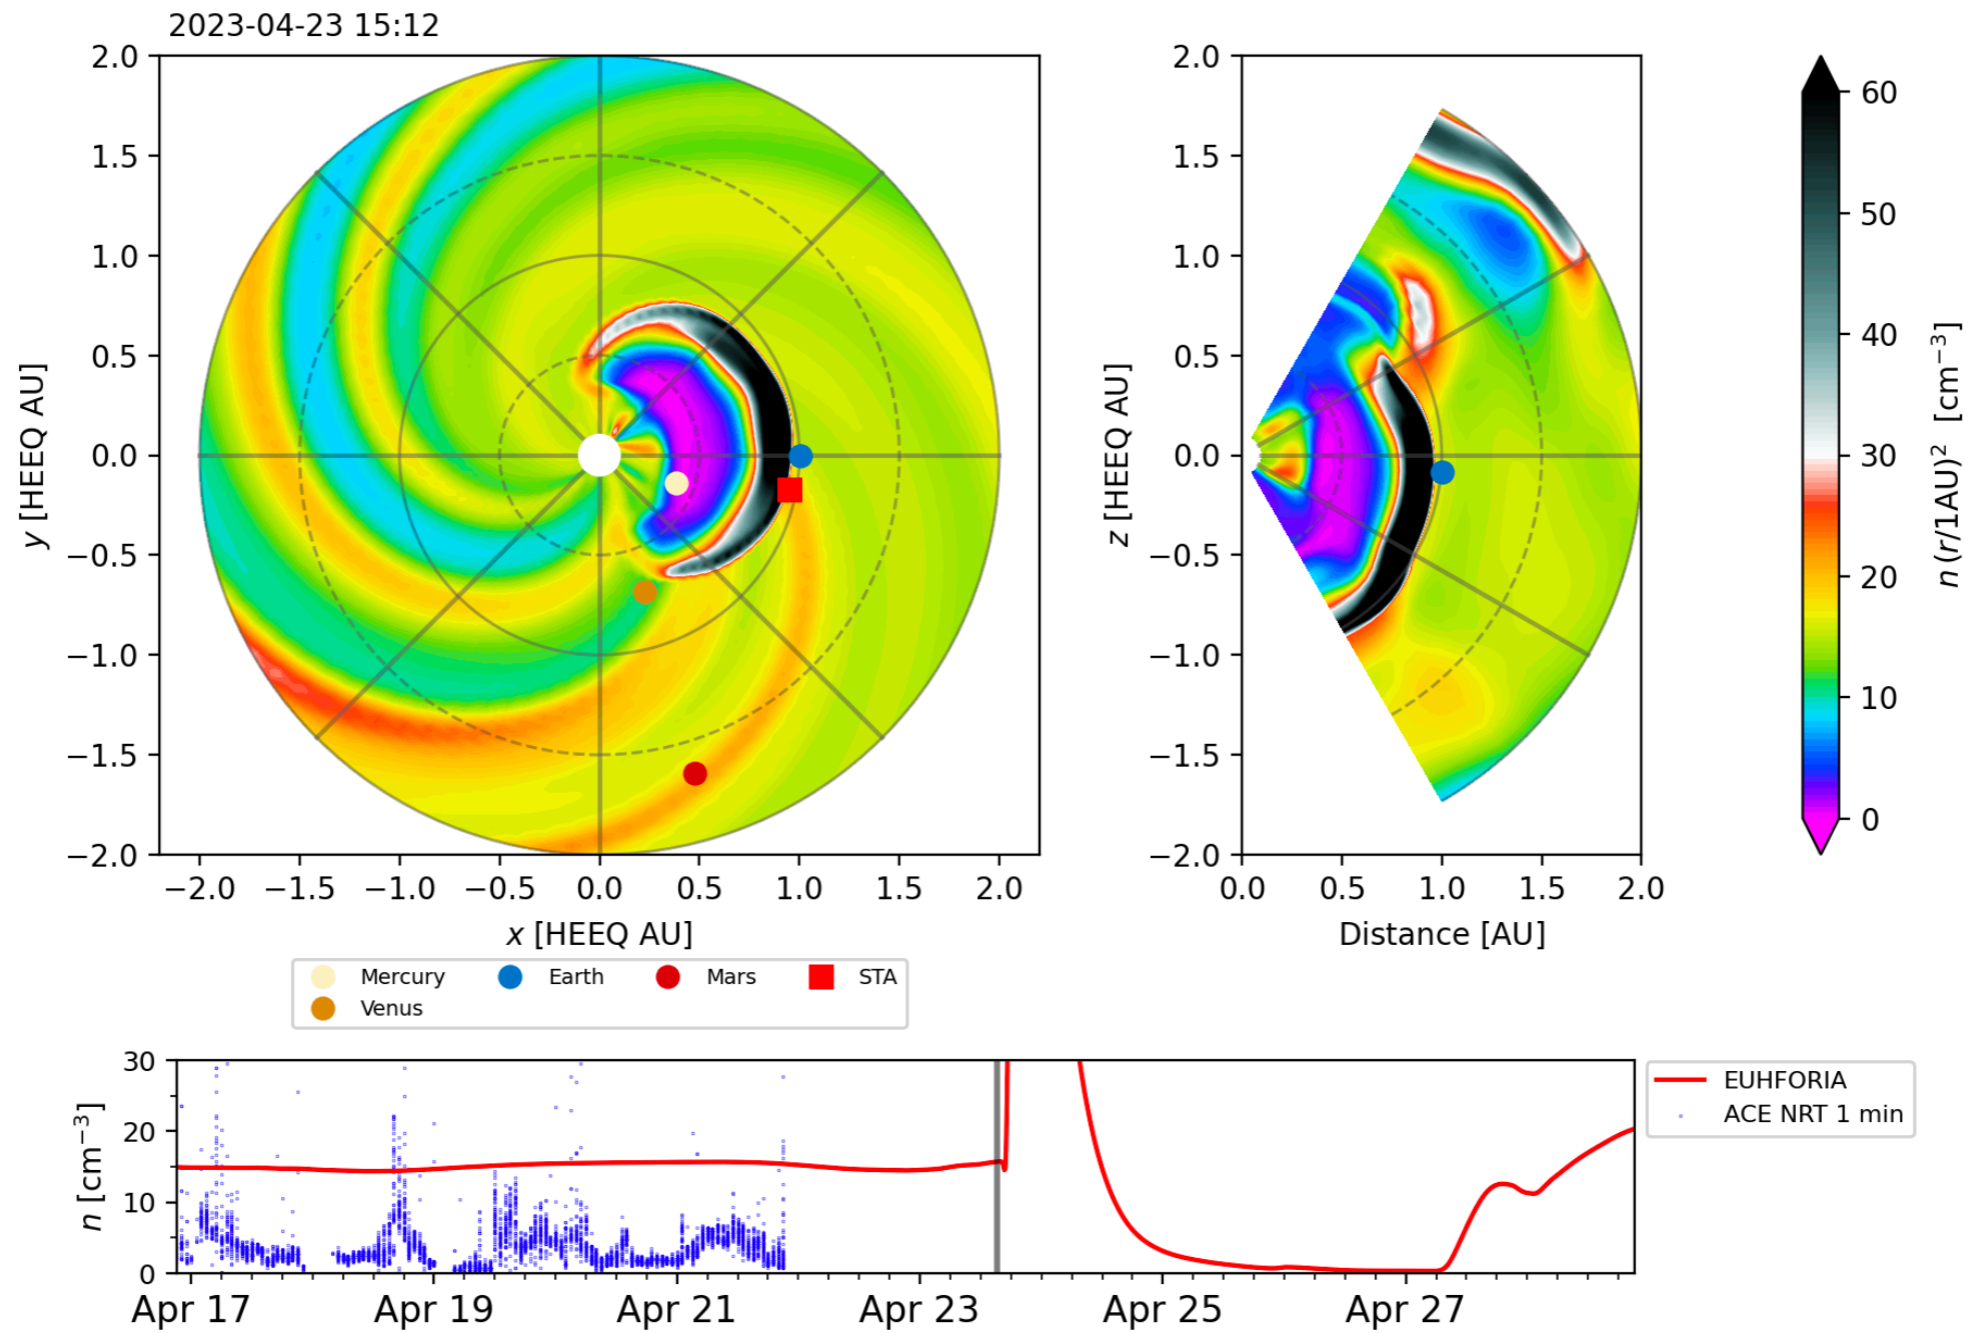 2023-04-23 15:12
2.0
1.5
1.0
0.5
0.0
−0.5
−1.0
−1.5
−2.0
y [HEEQ AU]
−2.0 −1.5 −1.0 −0.5 0.0 0.5 1.0 1.5 2.0
x [HEEQ AU]
2.0
1.5
1.0
0.5
0.0
−0.5
−1.0
−1.5
−2.0
z [HEEQ AU]
0.0 0.5 1.0 1.5 2.0
Distance [AU]
60
50
40
30
20
10
0
n (r/1AU)² [cm⁻³]
Mercury Earth Mars STA
Venus
30
20
10
0
n [cm⁻³]
Apr 17 Apr 19 Apr 21 Apr 23 Apr 25 Apr 27
EUHFORIA
ACE NRT 1 min